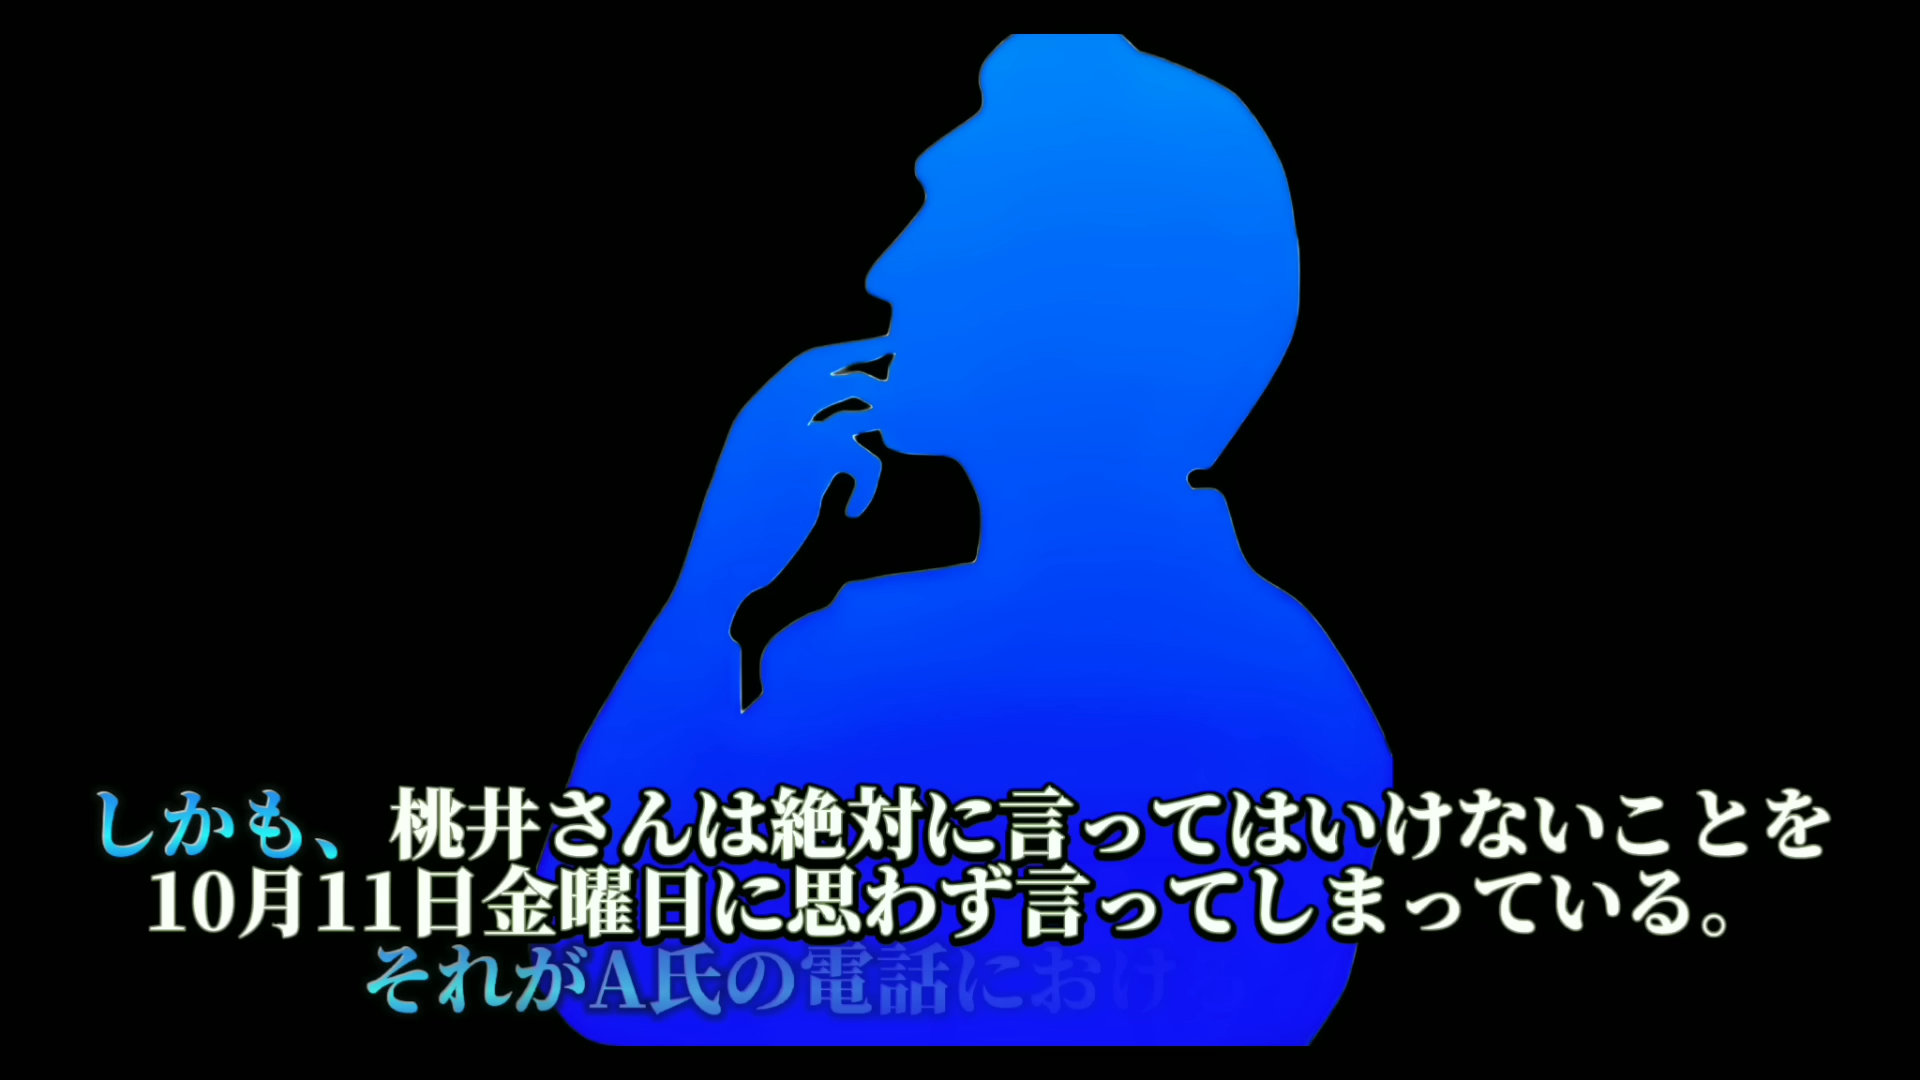 しかも、桃井さんは絶対に言ってはいけないことを
10月11日金曜日に思わず言ってしまっている。
それがA氏の電話におけ